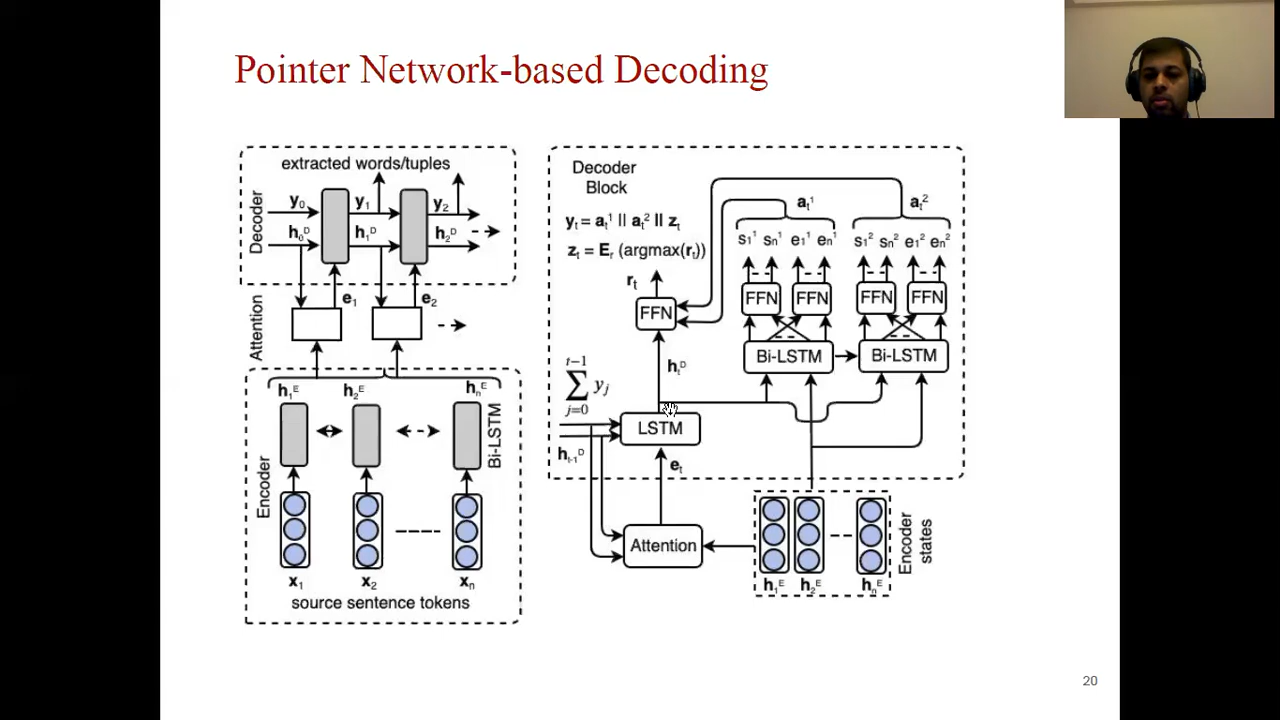 Pointer Network-based Decoding
extracted words/tuples
Decoder
y0 y1 y2
h0D h1D h2D
Attention
e1 e2
h1E h2E hnE
Encoder
Bi-LSTM
x1 x2 xn
source sentence tokens
Decoder
Block
yt = at1 || at2 || zt
zt = Er (argmax(rt))
rt
FFN
at1 at2
s11 sn1 e11 en1 s12 sn2 e12 en2
FFN FFN FFN FFN
Bi-LSTM Bi-LSTM
htD
t−1
∑ yj
j=0
LSTM
ht-1D
et
Attention
h1E h2E hnE
Encoder
states
20